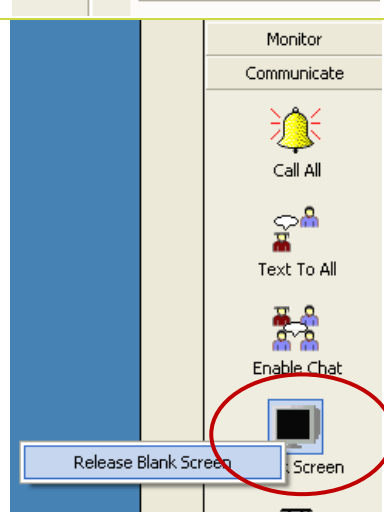 Monitor
Communicate
Call All
Text To All
Enable Chat
Release Blank Screen
Screen